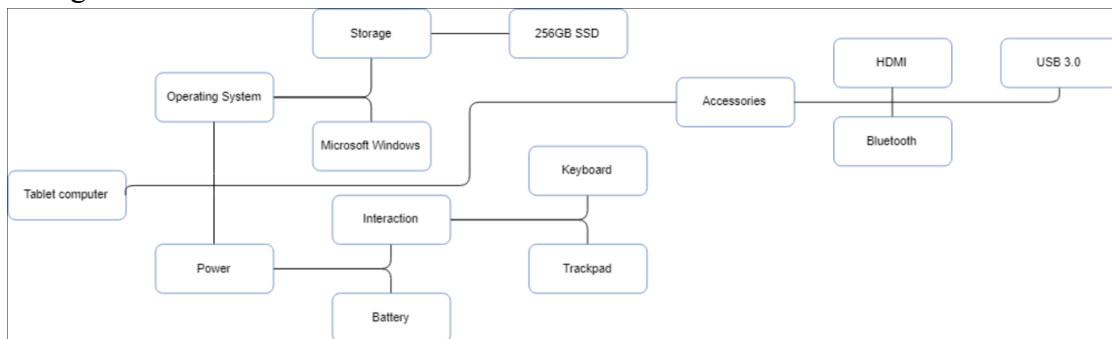 Storage
256GB SSD
HDMI
USB 3.0
Operating System
Accessories
Microsoft Windows
Bluetooth
Keyboard
Tablet computer
Interaction
Power
Trackpad
Battery